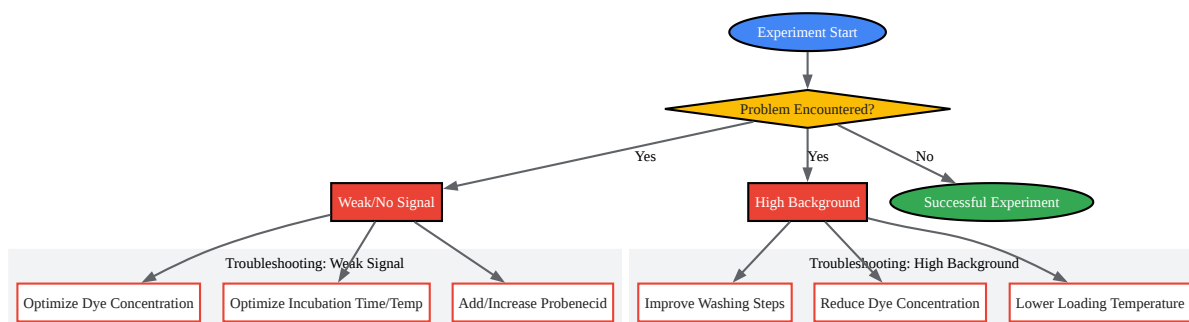 Experiment Start
Problem Encountered?
Yes
Yes
No
Weak/No Signal
High Background
Successful Experiment
Troubleshooting: Weak Signal
Troubleshooting: High Background
Optimize Dye Concentration
Optimize Incubation Time/Temp
Add/Increase Probenecid
Improve Washing Steps
Reduce Dye Concentration
Lower Loading Temperature